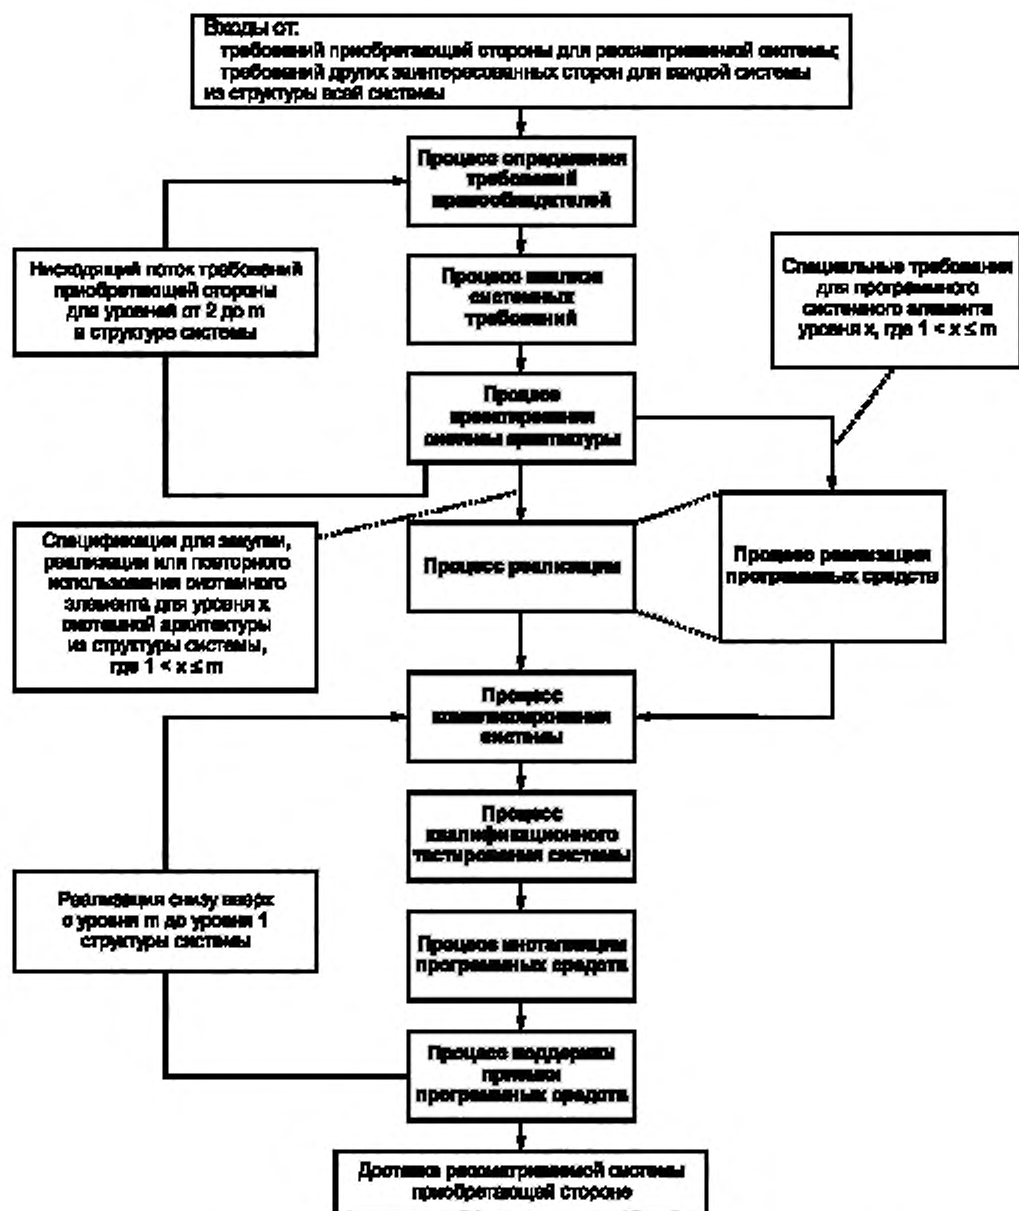 Входы от:
требований приобретающей стороны для рассматриваемой системы;
требований других заинтересованных сторон для каждой системы
из структуры всей системы
Процесс определения
требований
правообладателей
Нисходящий поток требований
приобретающей стороны
для уровней от 2 до m
в структуре системы
Процесс анализа
системных
требований
Специальные требования
для программного
системного элемента
уровня x, где 1 < x ≤ m
Процесс
проектирования
системы архитектуры
Спецификации для закупки,
реализации или повторного
использования системного
элемента для уровня x
системной архитектуры
из структуры системы,
где 1 < x ≤ m
Процесс реализации
Процесс реализации
программных средств
Процесс
комплексирования
системы
Процесс
квалификационного
тестирования системы
Реализация снизу вверх
с уровня m до уровня 1
структуры системы
Процесс инсталляции
программных средств
Процесс поддержки
приемки
программных средств
Доставка рассматриваемой системы
приобретающей стороне